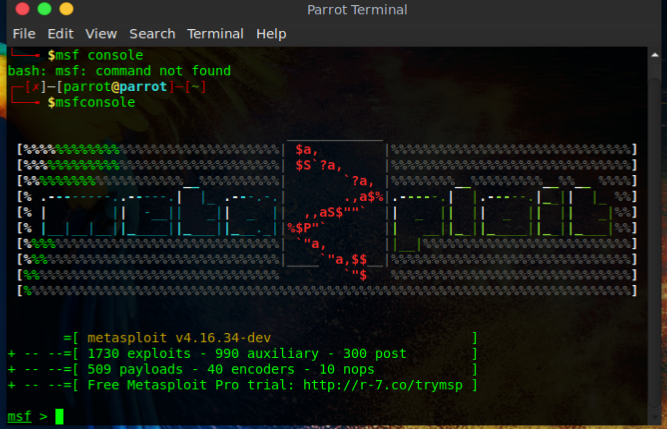 Parrot Terminal
File Edit View Search Terminal Help
$msf console
bash: msf: command not found
[✗]─[parrot@parrot]─[~]
$msfconsole
metasploit
=[ metasploit v4.16.34-dev ]
+ -- --=[ 1730 exploits - 990 auxiliary - 300 post ]
+ -- --=[ 509 payloads - 40 encoders - 10 nops ]
+ -- --=[ Free Metasploit Pro trial: http://r-7.co/trymsp ]
msf >